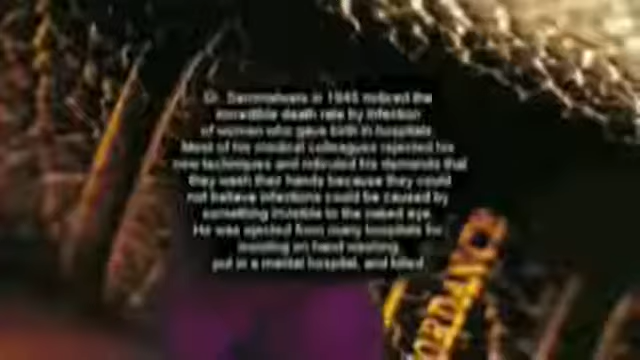 Dr. Semmelweis in 1845 noticed the
incredible death rate by infection
of women who gave birth in hospitals.
Most of his medical colleagues rejected his
new techniques and ridiculed his demands that
they wash their hands because they could
not believe infections could be caused by
something invisible to the naked eye.
He was ejected from many hospitals for
insisting on hand washing,
put in a mental hospital, and killed.